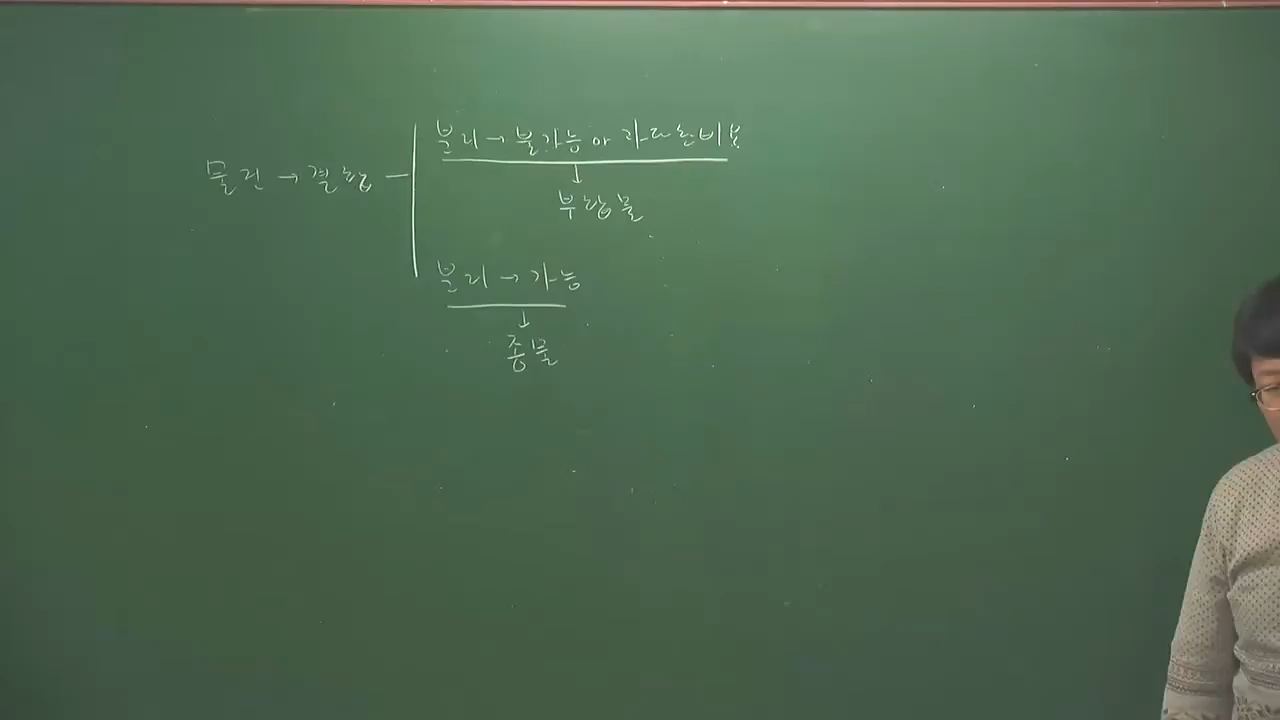 물건 → 결합
분리 → 불가능 or 과다한 비용
↓
부합물
분리 → 가능
↓
종물